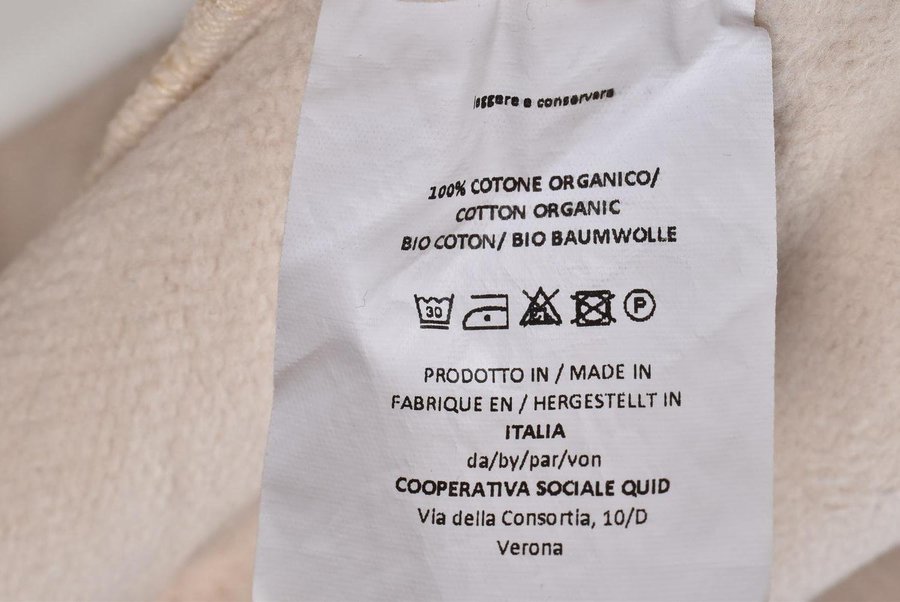 leggere e conservare
100% COTONE ORGANICO/
COTTON ORGANIC
BIO COTON/ BIO BAUMWOLLE
30 P
PRODOTTO IN / MADE IN
FABRIQUE EN / HERGESTELLT IN
ITALIA
da/by/par/von
COOPERATIVA SOCIALE QUID
Via della Consortia, 10/D
Verona